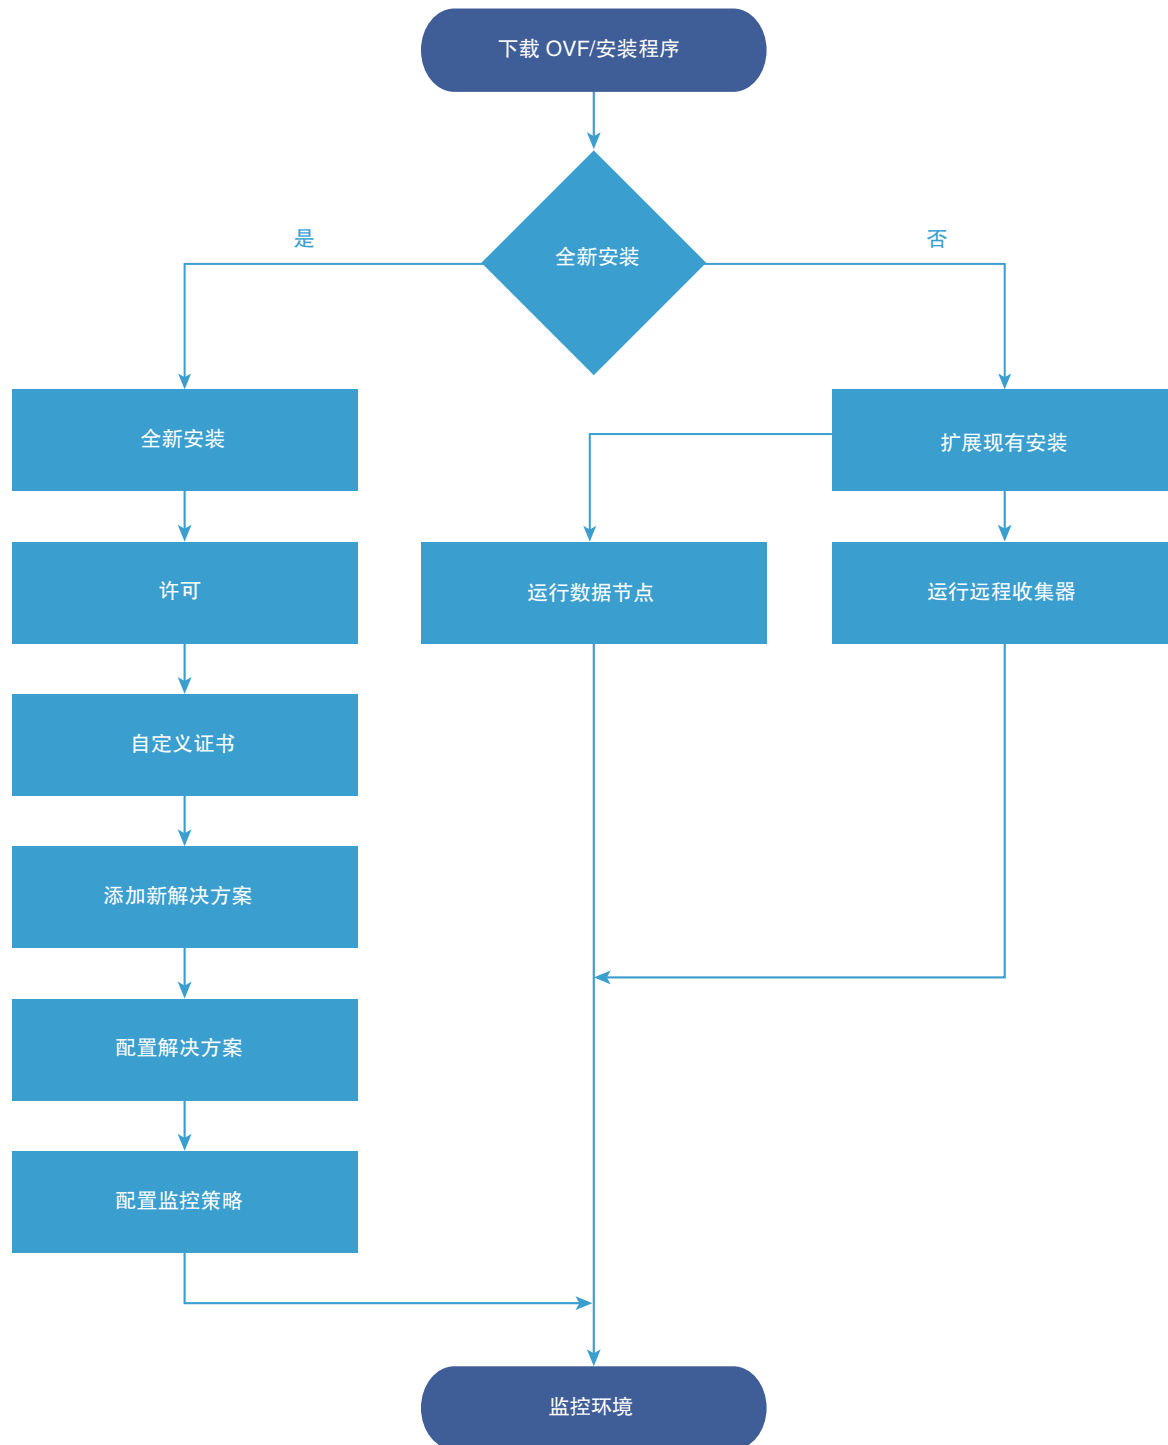 下载 OVF/安装程序
是
否
全新安装
全新安装
扩展现有安装
许可
运行数据节点
运行远程收集器
自定义证书
添加新解决方案
配置解决方案
配置监控策略
监控环境